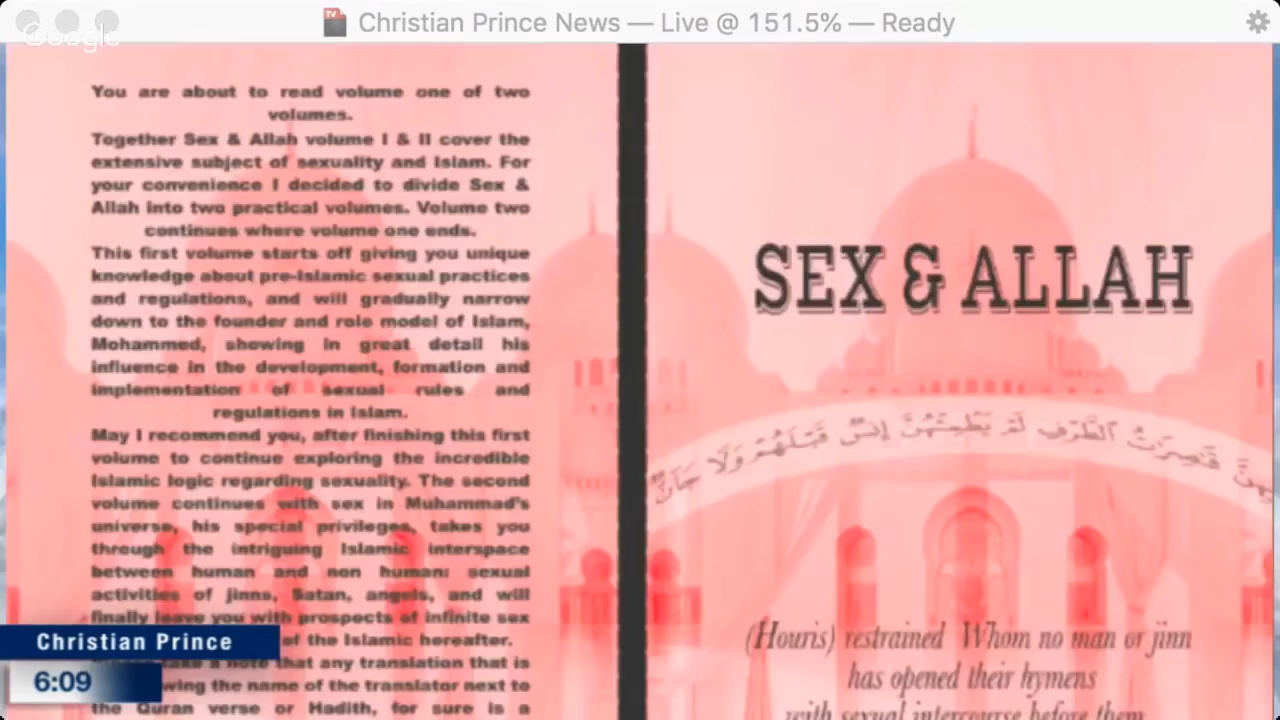 Christian Prince News — Live @ 151.5% — Ready
Google
You are about to read volume one of two
volumes.
Together Sex & Allah volume I & II cover the
extensive subject of sexuality and Islam. For
your convenience I decided to divide Sex &
Allah into two practical volumes. Volume two
continues where volume one ends.
This first volume starts off giving you unique
knowledge about pre-Islamic sexual practices
and regulations, and will gradually narrow
down to the founder and role model of Islam,
Mohammed, showing in great detail his
influence in the development, formation and
implementation of sexual rules and
regulations in Islam.
May I recommend you, after finishing this first
volume to continue exploring the incredible
Islamic logic regarding sexuality. The second
volume continues with sex in Muhammad's
universe, his special privileges, takes you
through the intriguing Islamic interspace
between human and non human: sexual
activities of jinns, Satan, angels, and will
finally leave you with prospects of infinite sex
of the Islamic hereafter.
take a note that any translation that is
the name of the translator next to
the Quran verse or Hadith, for sure is a
SEX & ALLAH
قَٰصِرَٰتُ ٱلطَّرْفِ لَمْ يَطْمِثْهُنَّ إِنسٌ قَبْلَهُمْ وَلَا جَآنٌّ
(Houris) restrained Whom no man or jinn
has opened their hymens
with sexual intercourse before them
Christian Prince
6:09